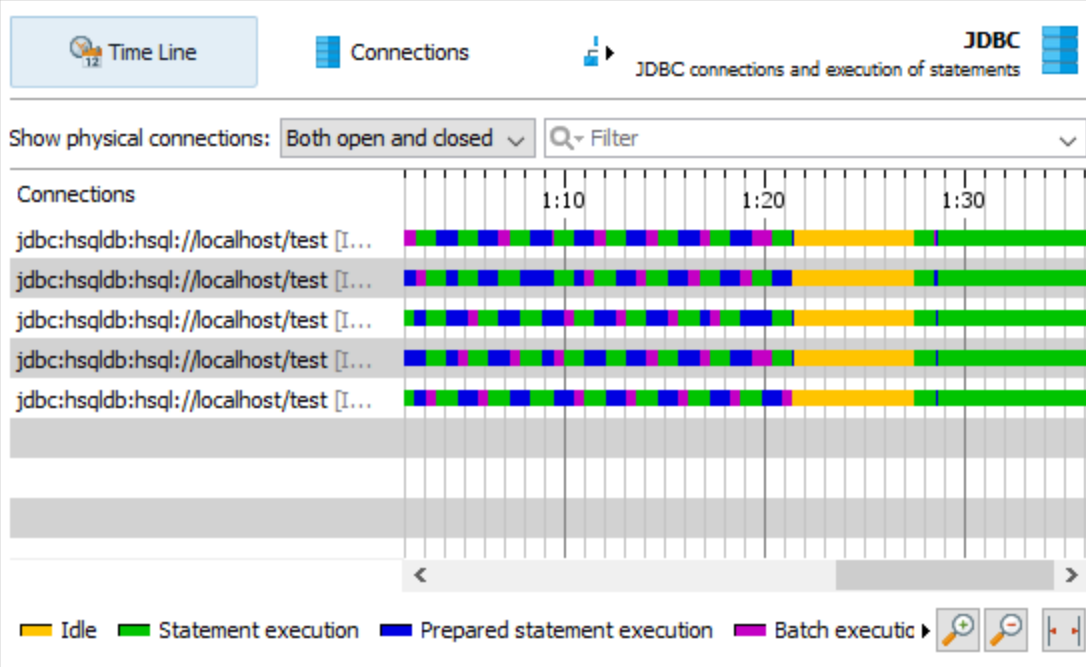 12 Time Line
Connections
JDBC
JDBC connections and execution of statements
Show physical connections: Both open and closed
Filter
Connections
1:10 1:20 1:30
jdbc:hsqldb:hsql://localhost/test [I...
jdbc:hsqldb:hsql://localhost/test [I...
jdbc:hsqldb:hsql://localhost/test [I...
jdbc:hsqldb:hsql://localhost/test [I...
jdbc:hsqldb:hsql://localhost/test [I...
Idle Statement execution Prepared statement execution Batch executic